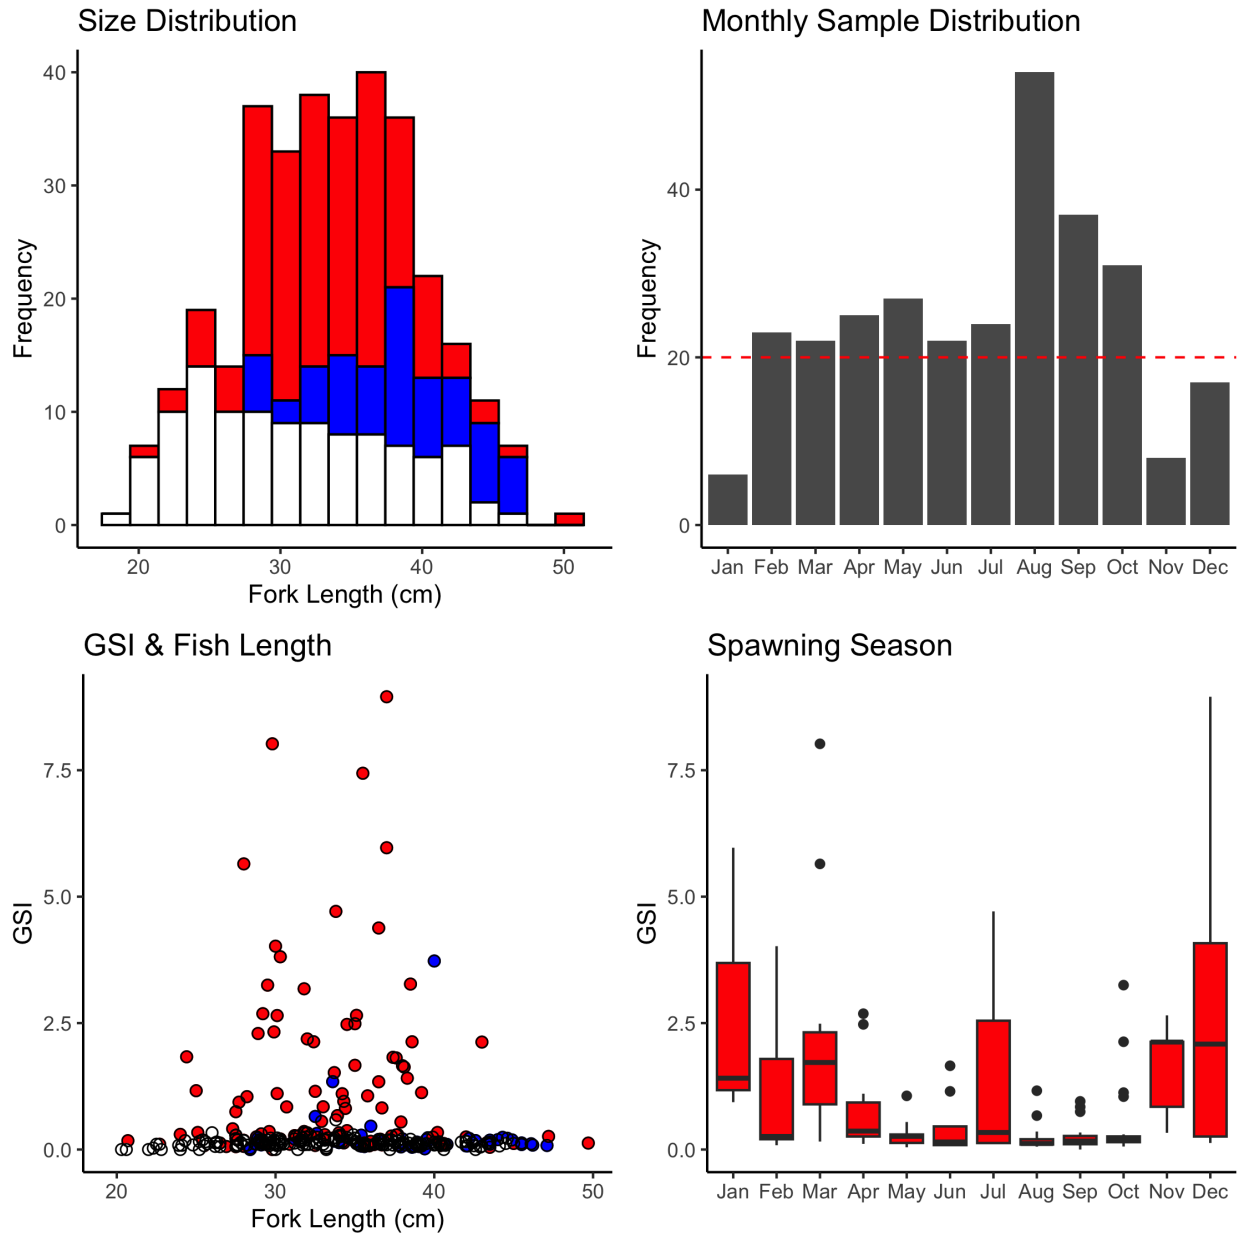 Size Distribution
Frequency
40
30
20
10
0
20 30 40 50
Fork Length (cm)
Monthly Sample Distribution
Frequency
40
20
0
Jan Feb Mar Apr May Jun Jul Aug Sep Oct Nov Dec
GSI & Fish Length
GSI
7.5
5.0
2.5
0.0
20 30 40 50
Fork Length (cm)
Spawning Season
GSI
7.5
5.0
2.5
0.0
Jan Feb Mar Apr May Jun Jul Aug Sep Oct Nov Dec